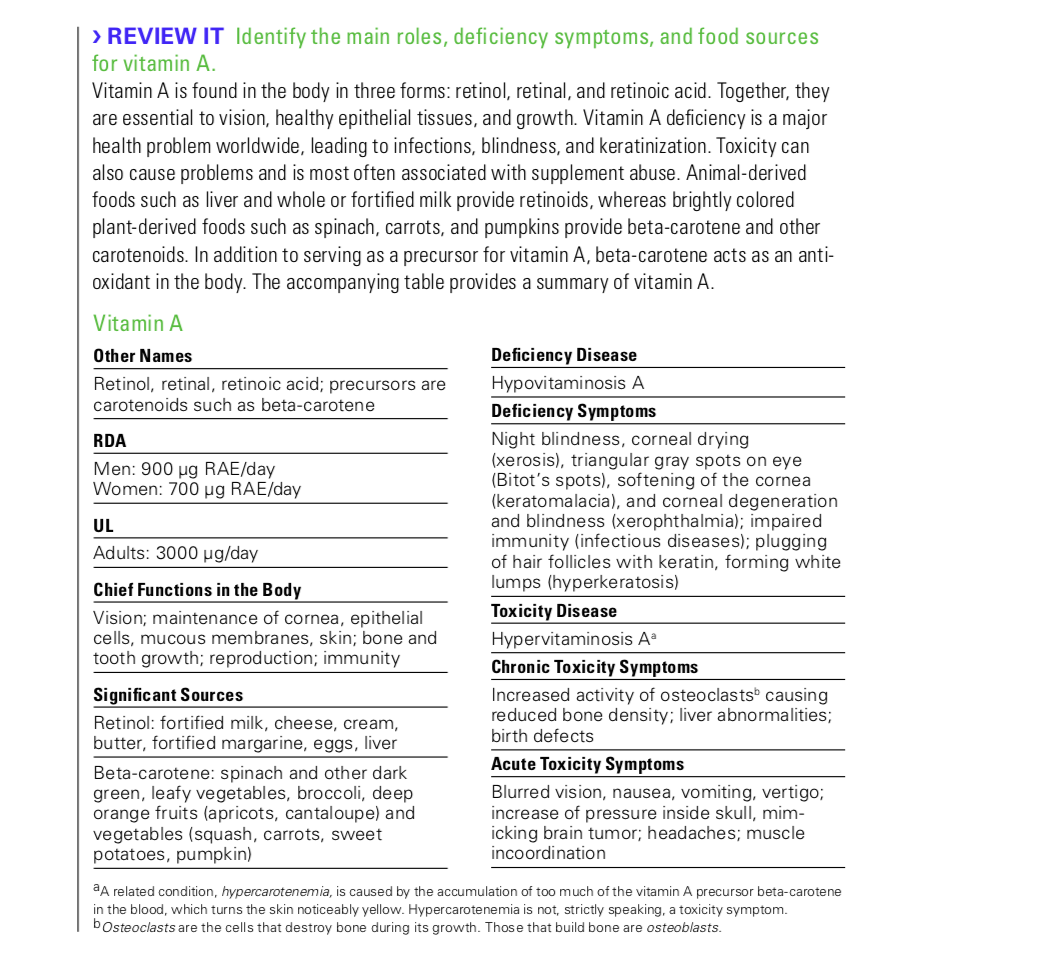 › REVIEW IT Identify the main roles, deficiency symptoms, and food sources
for vitamin A.
Vitamin A is found in the body in three forms: retinol, retinal, and retinoic acid. Together, they
are essential to vision, healthy epithelial tissues, and growth. Vitamin A deficiency is a major
health problem worldwide, leading to infections, blindness, and keratinization. Toxicity can
also cause problems and is most often associated with supplement abuse. Animal-derived
foods such as liver and whole or fortified milk provide retinoids, whereas brightly colored
plant-derived foods such as spinach, carrots, and pumpkins provide beta-carotene and other
carotenoids. In addition to serving as a precursor for vitamin A, beta-carotene acts as an anti-
oxidant in the body. The accompanying table provides a summary of vitamin A.
Vitamin A
Other Names
Retinol, retinal, retinoic acid; precursors are
carotenoids such as beta-carotene
RDA
Men: 900 µg RAE/day
Women: 700 µg RAE/day
UL
Adults: 3000 µg/day
Chief Functions in the Body
Vision; maintenance of cornea, epithelial
cells, mucous membranes, skin; bone and
tooth growth; reproduction; immunity
Significant Sources
Retinol: fortified milk, cheese, cream,
butter, fortified margarine, eggs, liver
Beta-carotene: spinach and other dark
green, leafy vegetables, broccoli, deep
orange fruits (apricots, cantaloupe) and
vegetables (squash, carrots, sweet
potatoes, pumpkin)
Deficiency Disease
Hypovitaminosis A
Deficiency Symptoms
Night blindness, corneal drying
(xerosis), triangular gray spots on eye
(Bitot's spots), softening of the cornea
(keratomalacia), and corneal degeneration
and blindness (xerophthalmia); impaired
immunity (infectious diseases); plugging
of hair follicles with keratin, forming white
lumps (hyperkeratosis)
Toxicity Disease
Hypervitaminosis Aᵃ
Chronic Toxicity Symptoms
Increased activity of osteoclastsᵇ causing
reduced bone density; liver abnormalities;
birth defects
Acute Toxicity Symptoms
Blurred vision, nausea, vomiting, vertigo;
increase of pressure inside skull, mim-
icking brain tumor; headaches; muscle
incoordination
ᵃA related condition, hypercarotenemia, is caused by the accumulation of too much of the vitamin A precursor beta-carotene
in the blood, which turns the skin noticeably yellow. Hypercarotenemia is not, strictly speaking, a toxicity symptom.
ᵇOsteoclasts are the cells that destroy bone during its growth. Those that build bone are osteoblasts.